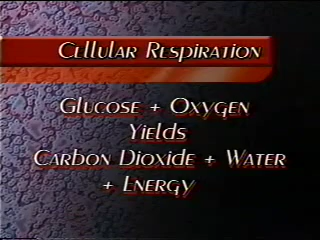 Cellular Respiration
Glucose + Oxygen
Yields
Carbon Dioxide + Water
+ Energy